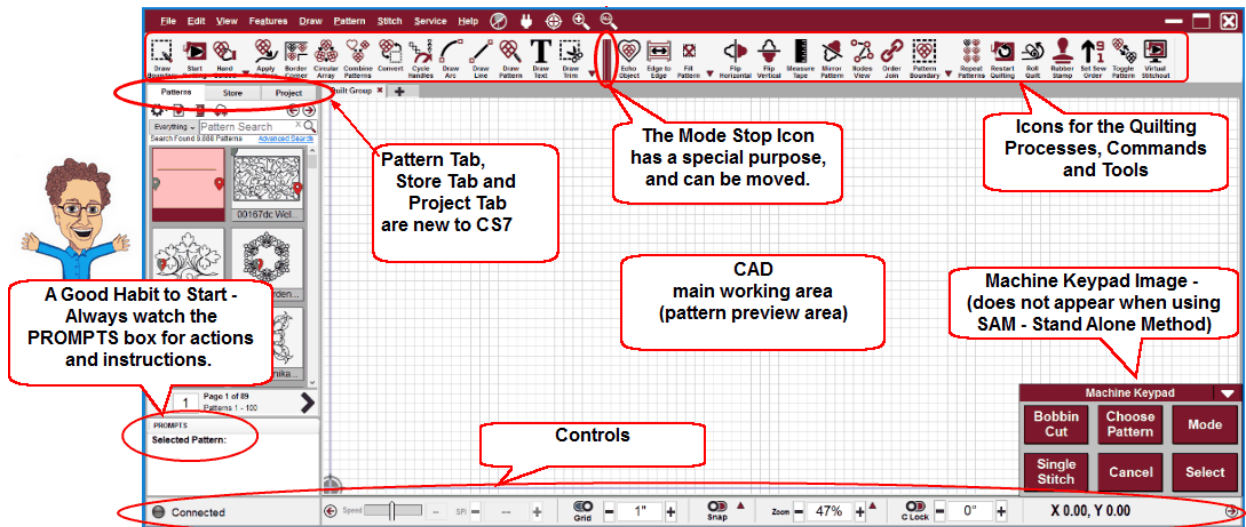 File Edit View Features Draw Pattern Stitch Service Help
Draw Boundary
Start Quilting
Hand Guided
Apply
Border Corner
Circular Array
Combine Patterns
Convert
Cycle Handles
Draw Arc
Draw Line
Draw Pattern
Draw Text
Draw Trim
Echo Object
Edge to Edge
Fill Pattern
Flip Horizontal
Flip Vertical
Measure Tape
Mirror Pattern
Nodes View
Order Join
Pattern Boundary
Repeat Patterns
Restart Quilting
Roll Quilt
Rubber Stamp
Set Sew Order
Toggle Pattern
Virtual Stitchout
Patterns Store Project
Quilt Group
Everything Pattern Search
Search Found 8,888 Patterns Advanced Search
00167dc Wel...
rden...
nika...
1 Page 1 of 89
Patterns 1 - 100
PROMPTS
Selected Pattern:
Pattern Tab,
Store Tab and
Project Tab
are new to CS7
The Mode Stop Icon
has a special purpose,
and can be moved.
Icons for the Quilting
Processes, Commands
and Tools
A Good Habit to Start -
Always watch the
PROMPTS box for actions
and instructions.
CAD
main working area
(pattern preview area)
Machine Keypad Image -
(does not appear when using
SAM - Stand Alone Method)
Machine Keypad
Bobbin Cut
Choose Pattern
Mode
Single Stitch
Cancel
Select
Controls
Connected
Speed
SPI -- +
Grid - 1" +
Snap
Zoom - 47% +
C Lock - 0° +
X 0.00, Y 0.00